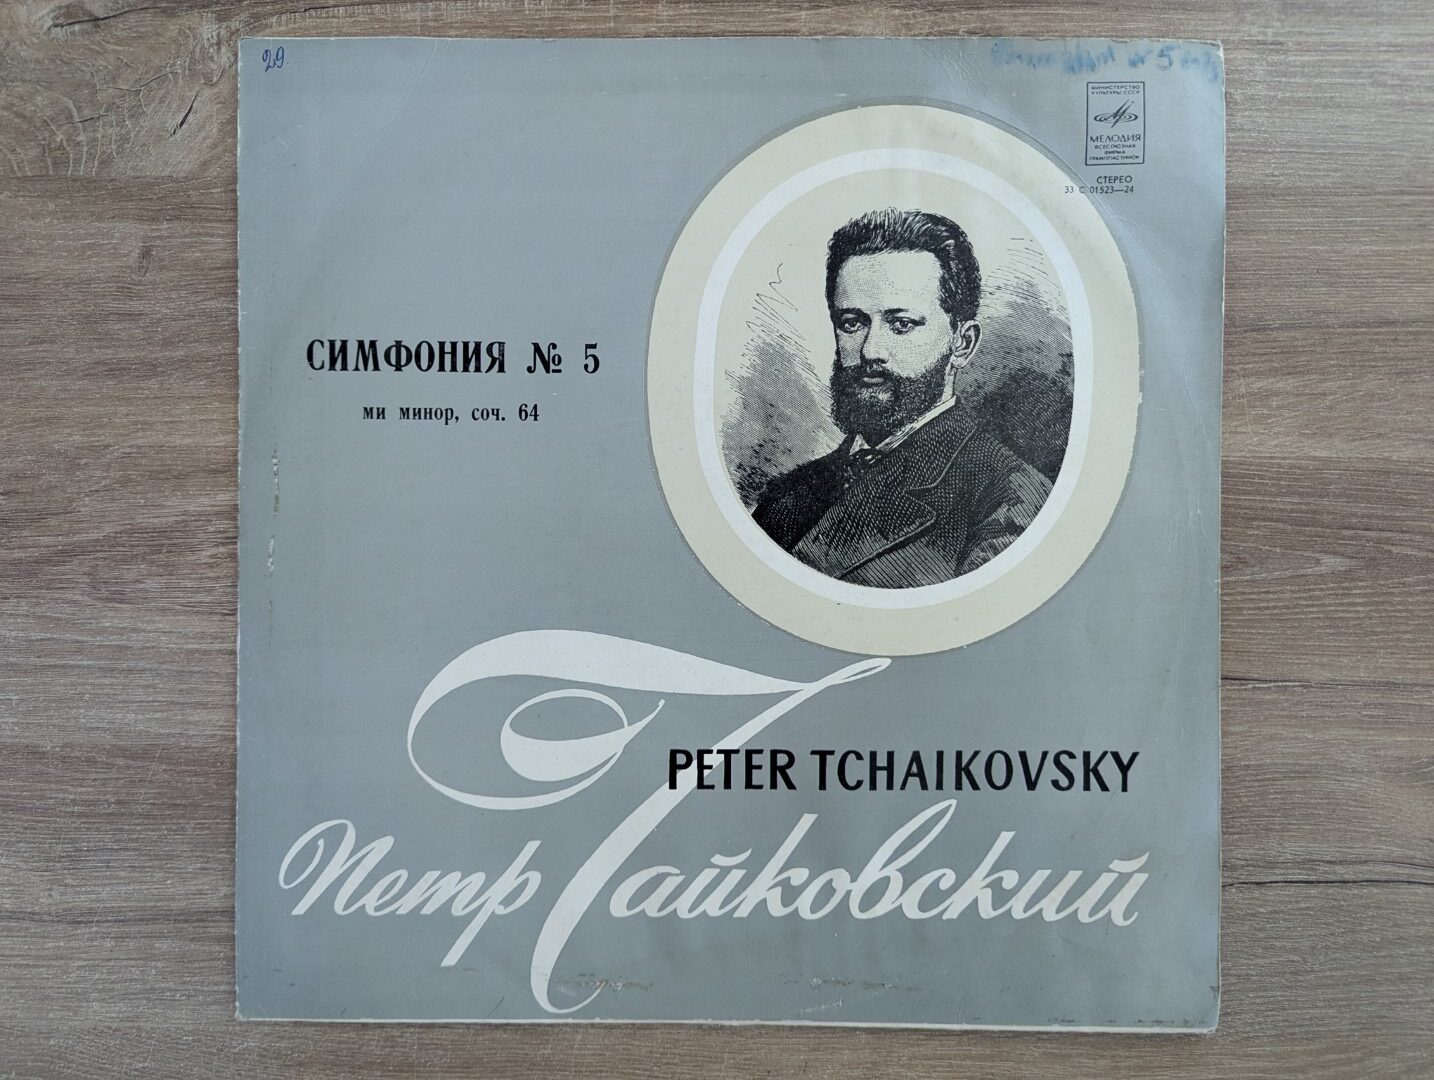 29
5
МИНИСТЕРСТВО
КУЛЬТУРЫ СССР
МЕЛОДИЯ
ВСЕСОЮЗНАЯ
ФИРМА
ГРАМПЛАСТИНОК
СТЕРЕО
33 С 01523—24
СИМФОНИЯ № 5
ми минор, соч. 64
PETER TCHAIKOVSKY
Петр Чайковский